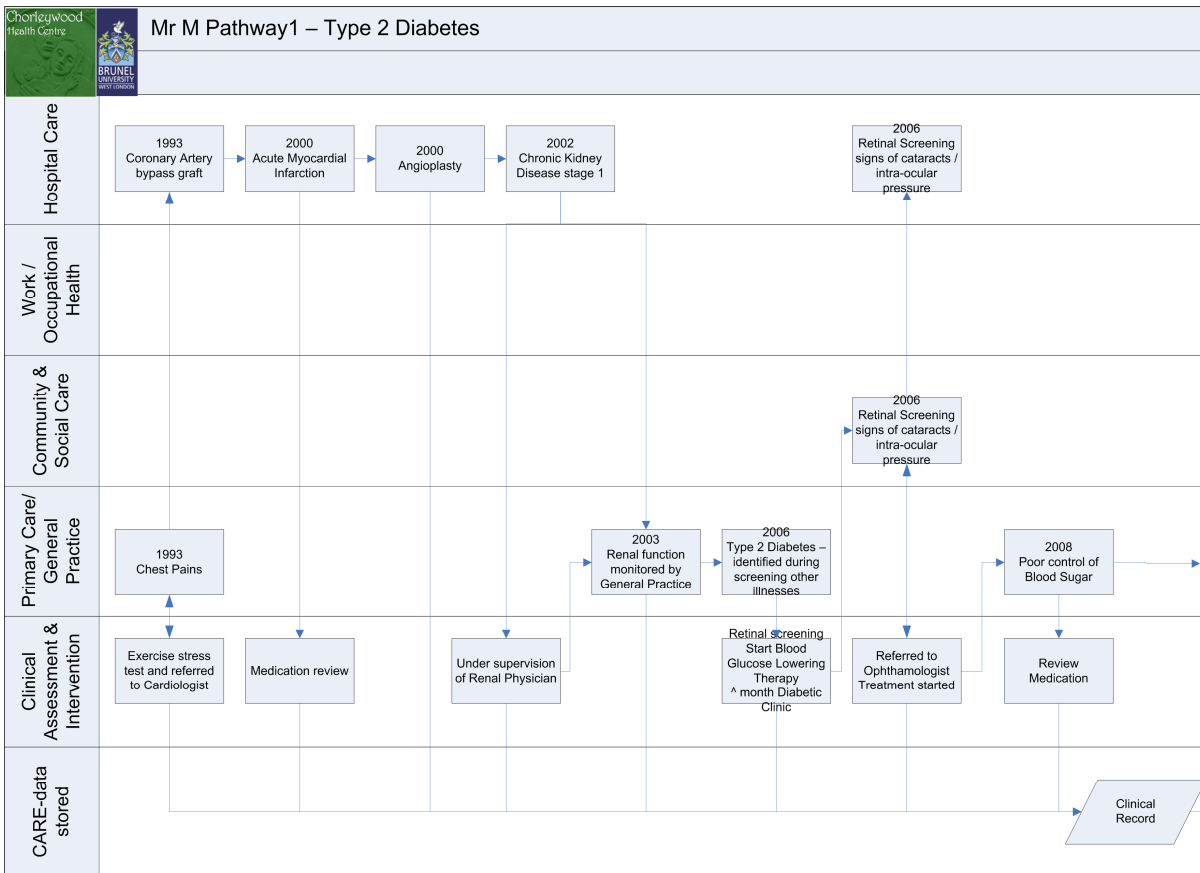 Chorleywood
Health Centre
BRUNEL
UNIVERSITY
WEST LONDON
Mr M Pathway1 – Type 2 Diabetes
Hospital Care
1993
Coronary Artery
bypass graft
2000
Acute Myocardial
Infarction
2000
Angioplasty
2002
Chronic Kidney
Disease stage 1
2006
Retinal Screening
signs of cataracts /
intra-ocular
pressure
Work /
Occupational
Health
Community &
Social Care
2006
Retinal Screening
signs of cataracts /
intra-ocular
pressure
Primary Care/
General
Practice
1993
Chest Pains
2003
Renal function
monitored by
General Practice
2006
Type 2 Diabetes –
identified during
screening other
illnesses
2008
Poor control of
Blood Sugar
Clinical
Assessment &
Intervention
Exercise stress
test and referred
to Cardiologist
Medication review
Under supervision
of Renal Physician
Retinal screening
Start Blood
Glucose Lowering
Therapy
^ month Diabetic
Clinic
Referred to
Ophthamologist
Treatment started
Review
Medication
CARE-data
stored
Clinical
Record